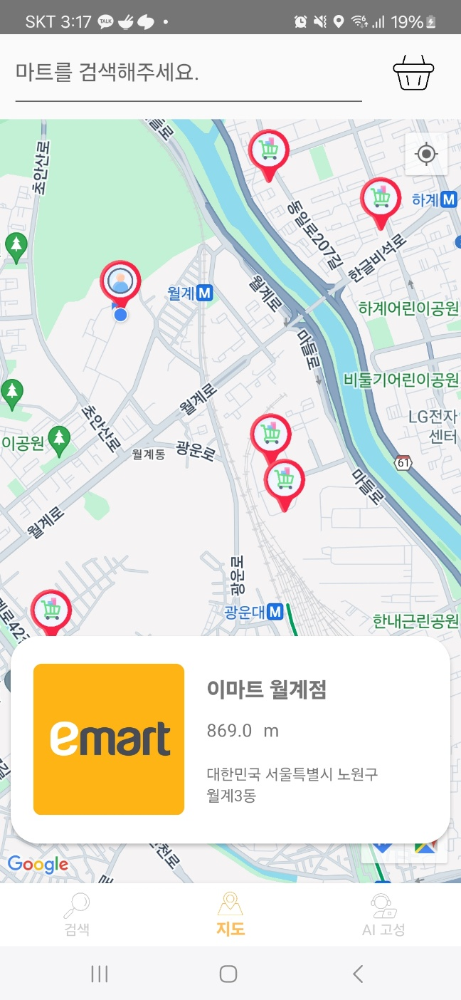 SKT 3:17 TALK
19%
마트를 검색해주세요.
마들로
초안산로
하계 M
동일로207길
한글비석로
월계 M
월계로
하계어린이공원
마들로
비둘기어린이공원
월계로
LG전자
센터
초안산로
이공원
월계동
광운로
61
마들로
월계로
광운로
광운대 M
한내근린공원
계로42
이마트 월계점
emart
869.0 m
대한민국 서울특별시 노원구
월계3동
Google
천로
검색
지도
AI 고성